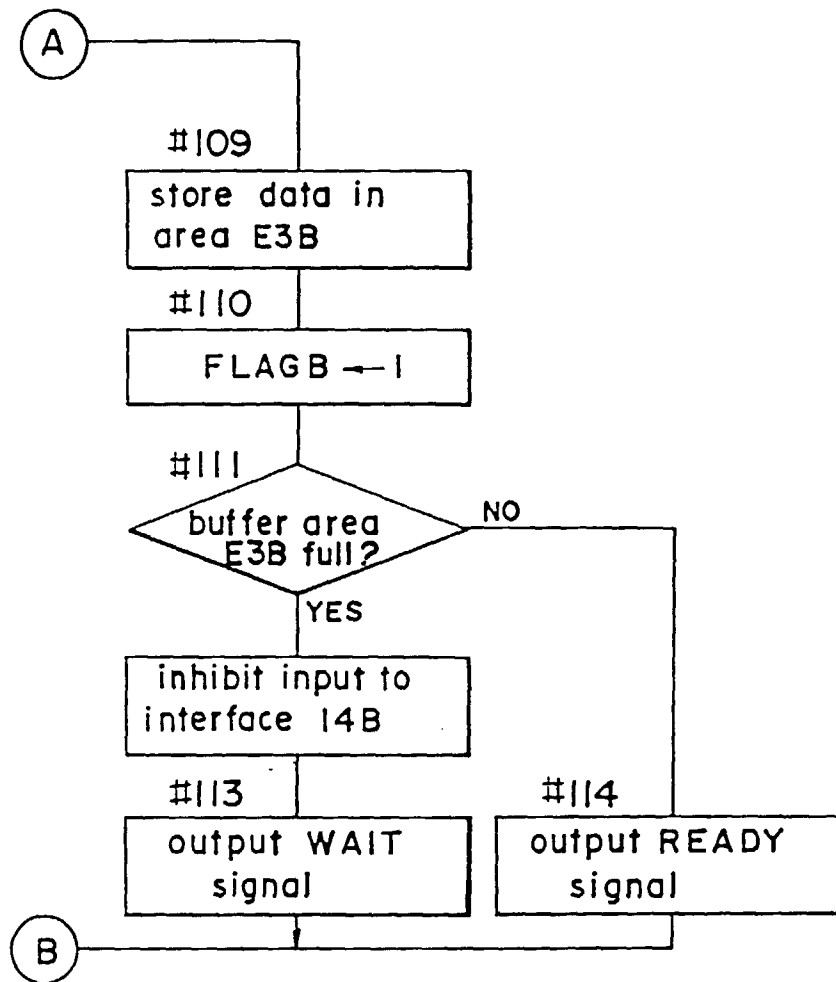 A
#109
store data in
area E3B
#110
FLAGB ← 1
#111
buffer area
E3B full?
NO
YES
inhibit input to
interface 14B
#113
output WAIT
signal
#114
output READY
signal
B